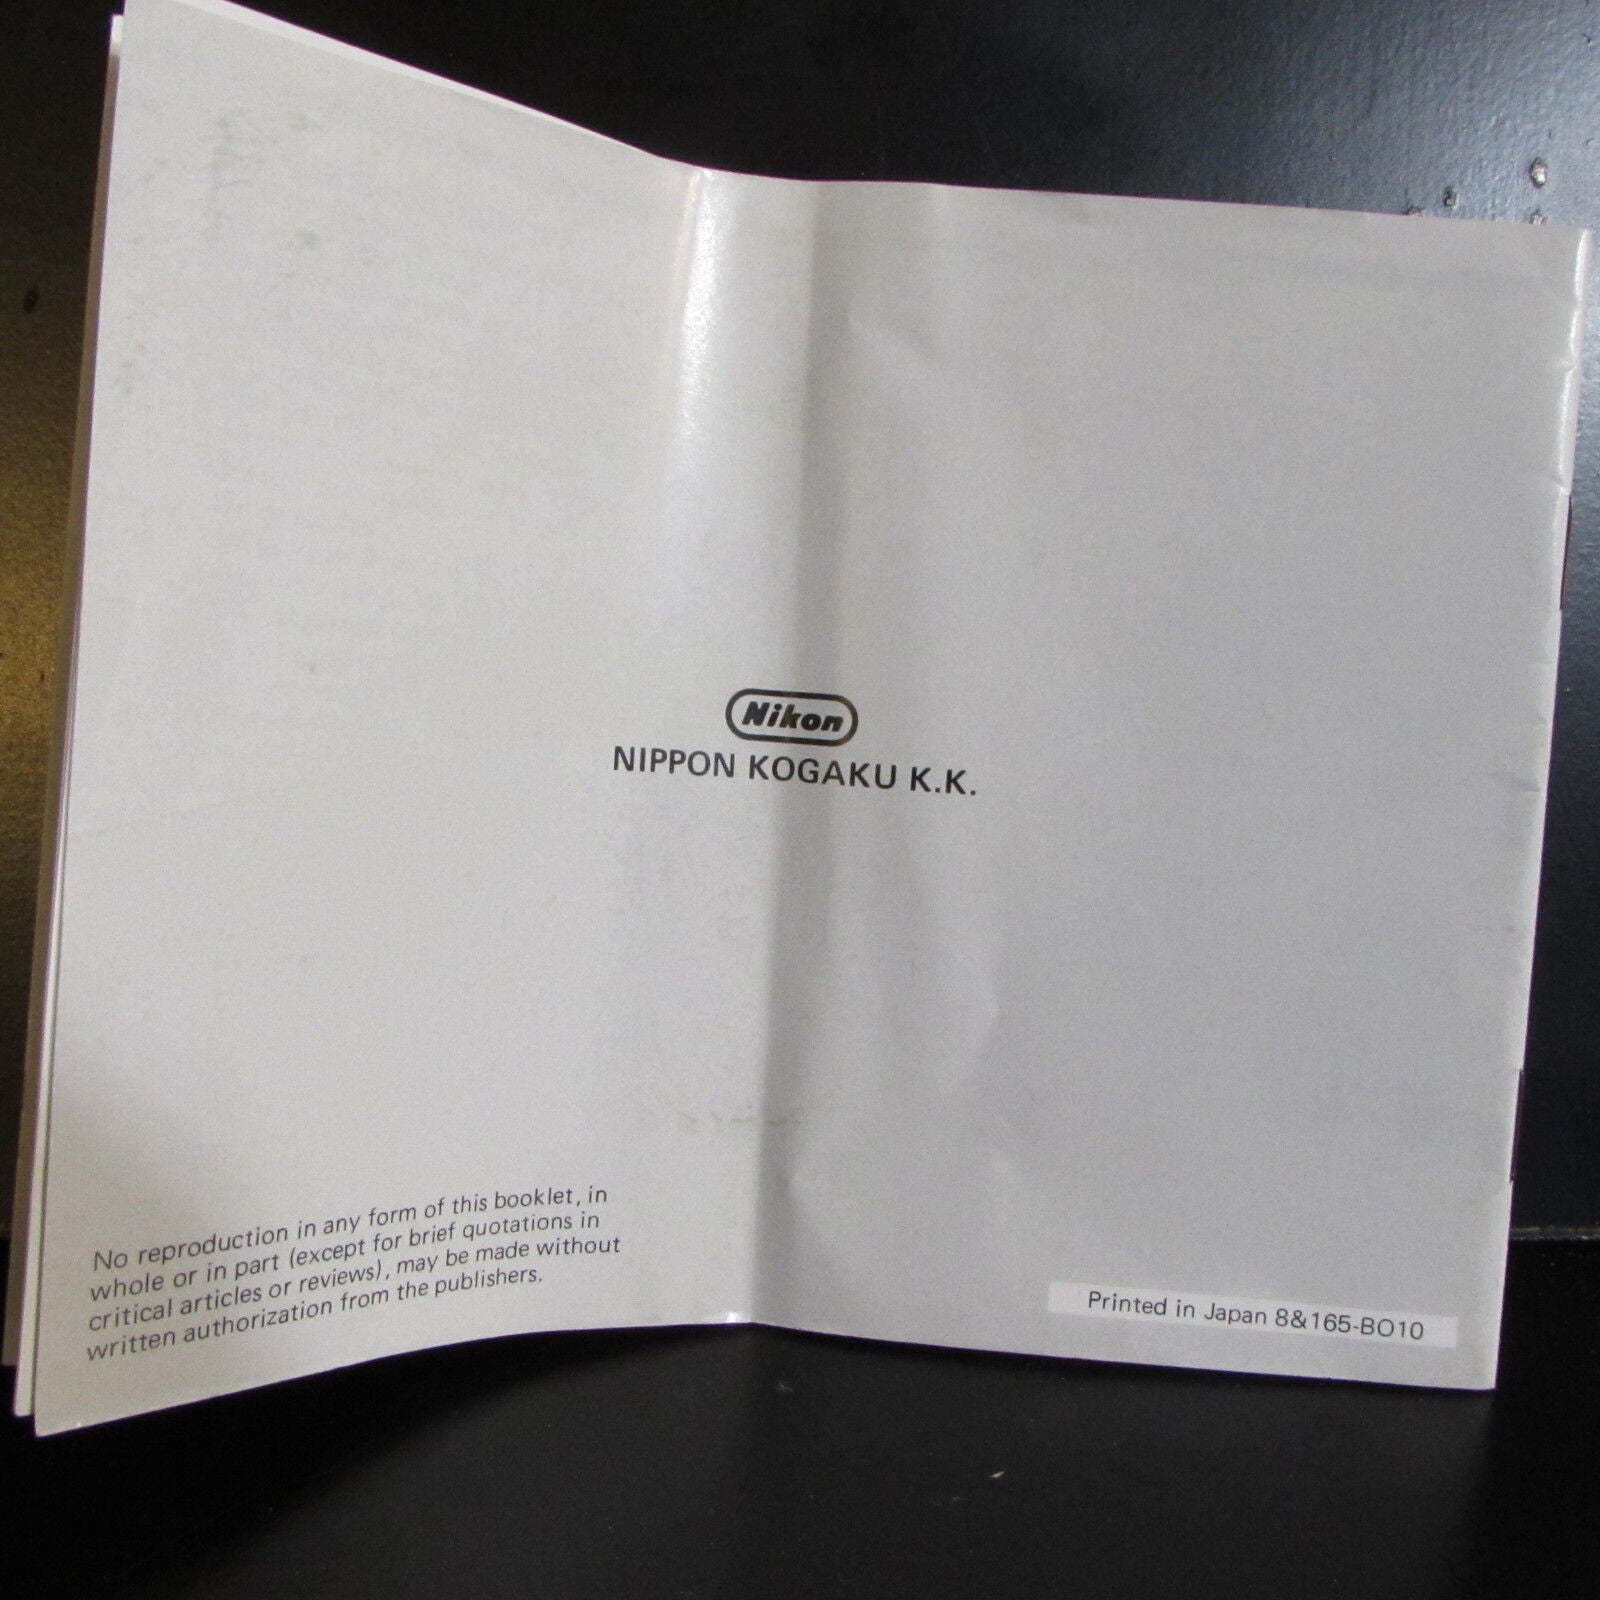 Nikon
NIPPON KOGAKU K.K.
No reproduction in any form of this booklet, in
whole or in part (except for brief quotations in
critical articles or reviews), may be made without
written authorization from the publishers.
Printed in Japan 8&165-BO10